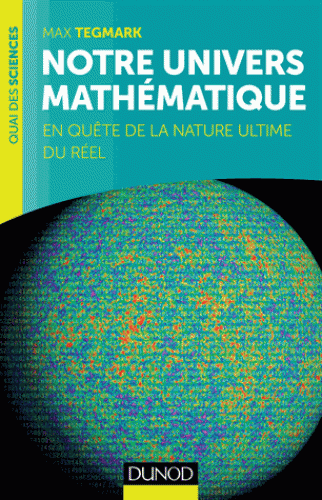 MAX TEGMARK
QUAI DES SCIENCES
NOTRE UNIVERS
MATHÉMATIQUE
EN QUÊTE DE LA NATURE ULTIME
DU RÉEL
DUNOD